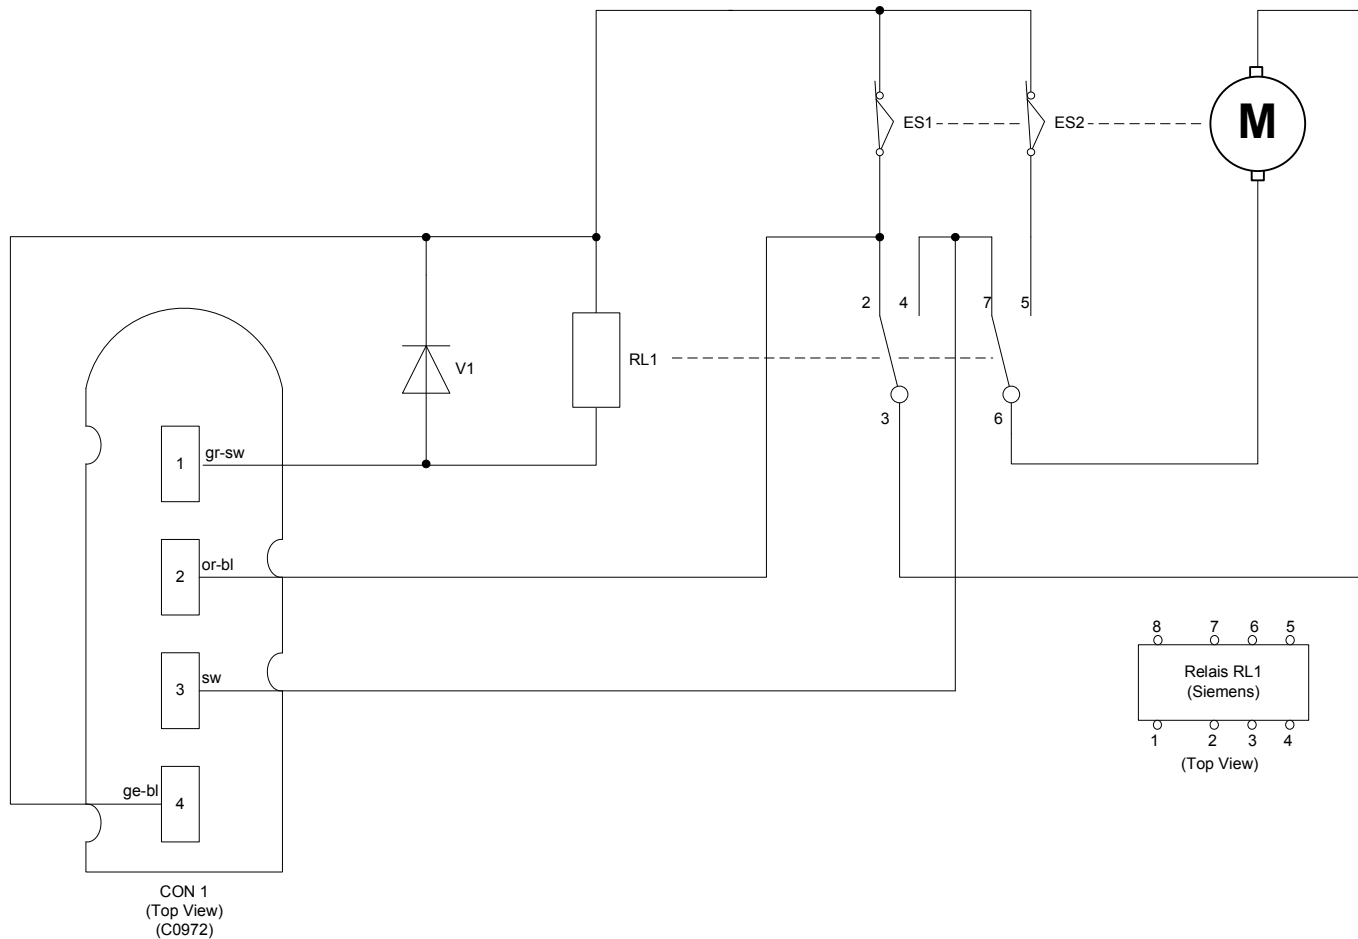 ES1
ES2
M
2
4
7
5
RL1
V1
3
6
1
gr-sw
2
or-bl
3
sw
4
ge-bl
CON 1
(Top View)
(C0972)
8 7 6 5
Relais RL1
(Siemens)
1 2 3 4
(Top View)